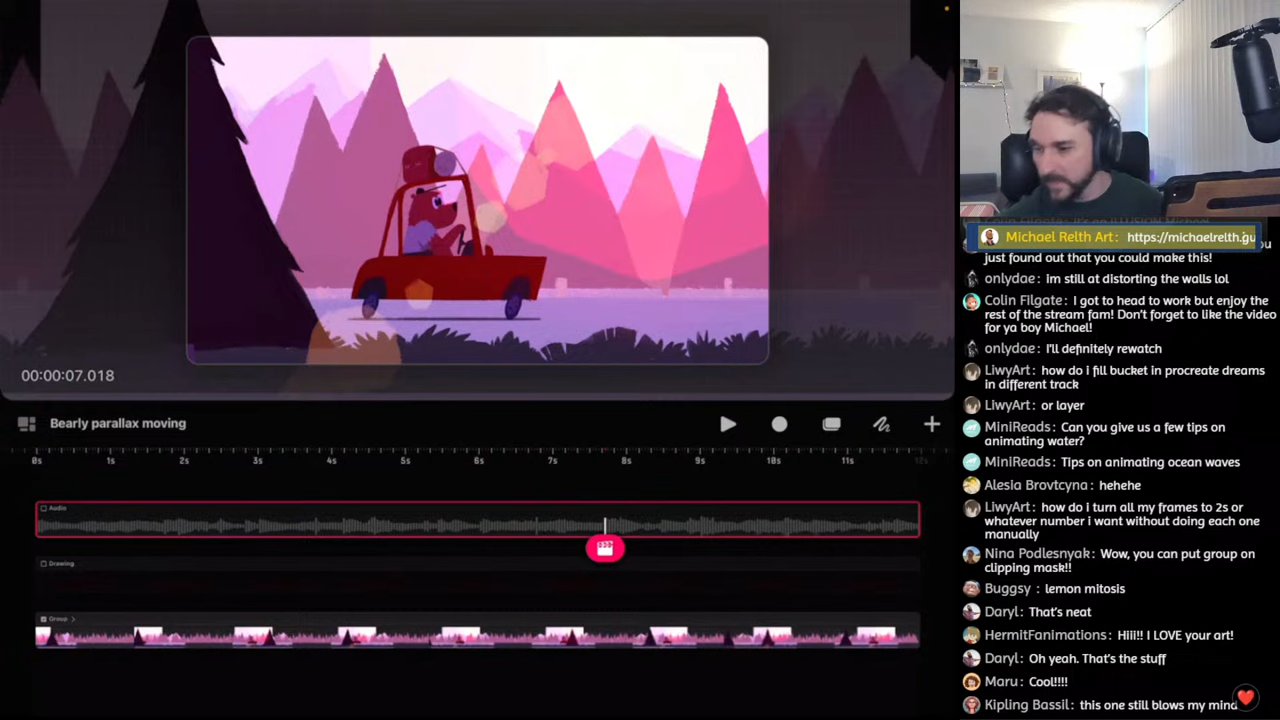 00:00:07.018
Bearly parallax moving
0s 1s 2s 3s 4s 5s 6s 7s 8s 9s 10s 11s 12s
Audio
Drawing
Group >
Michael Relth Art: https://michaelrelth.gu
just found out that you could make this!
onlydae: im still at distorting the walls lol
Colin Filgate: I got to head to work but enjoy the
rest of the stream fam! Don't forget to like the video
for ya boy Michael!
onlydae: I'll definitely rewatch
LiwyArt: how do i fill bucket in procreate dreams
in different track
LiwyArt: or layer
MiniReads: Can you give us a few tips on
animating water?
MiniReads: Tips on animating ocean waves
Alesia Brovtcyna: hehehe
LiwyArt: how do i turn all my frames to 2s or
whatever number i want without doing each one
manually
Nina Podlesnyak: Wow, you can put group on
clipping mask!!
Buggsy : lemon mitosis
Daryl: That's neat
HermitFanimations: Hiii!! I LOVE your art!
Daryl: Oh yeah. That's the stuff
Maru: Cool!!!!
Kipling Bassil: this one still blows my mind